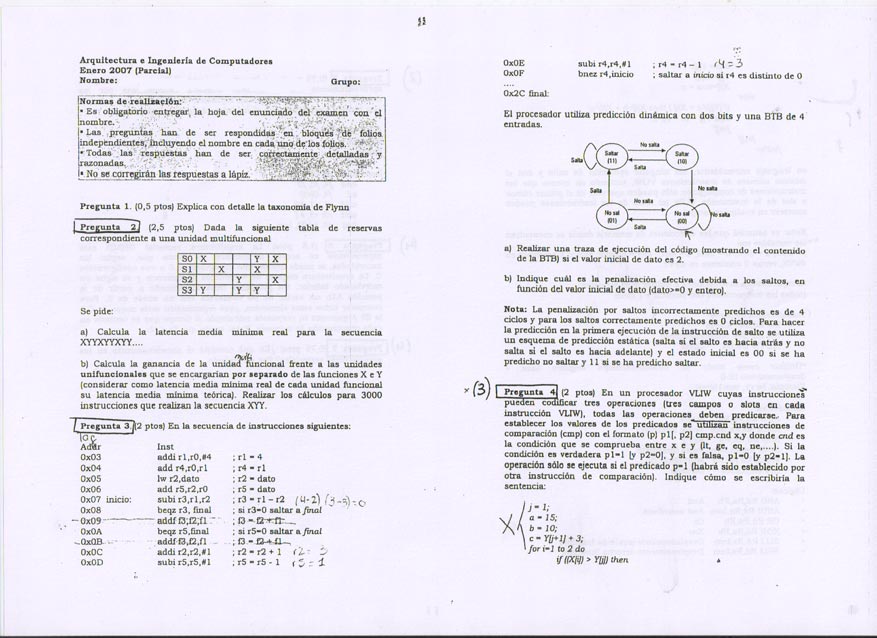 Arquitectura e Ingeniería de Computadores
Enero 2007 (Parcial)
Nombre: Grupo:
Normas de realización:
• Es obligatorio entregar la hoja del enunciado del examen con el
nombre.
• Las preguntas han de ser respondidas en bloques de folios
independientes, incluyendo el nombre en cada uno de los folios.
• Todas las respuestas han de ser correctamente detalladas y
razonadas.
• No se corregirán las respuestas a lápiz.
Pregunta 1. (0,5 ptos) Explica con detalle la taxonomía de Flynn
Pregunta 2. (2,5 ptos) Dada la siguiente tabla de reservas
correspondiente a una unidad multifuncional
S0 X Y X
S1 X X
S2 Y X
S3 Y Y Y
Se pide:
a) Calcula la latencia media mínima real para la secuencia
XYYXYYXYY....
multi
b) Calcula la ganancia de la unidad funcional frente a las unidades
unifuncionales que se encargarían por separado de las funciones X e Y
(considerar como latencia media mínima real de cada unidad funcional
su latencia media mínima teórica). Realizar los cálculos para 3000
instrucciones que realizan la secuencia XYY.
Pregunta 3. (2 ptos) En la secuencia de instrucciones siguientes:
Addr Inst
0x03 addi r1,r0,#4 ; r1 = 4
0x04 add r4,r0,r1 ; r4 = r1
0x05 lw r2,dato ; r2 = dato
0x06 add r5,r2,r0 ; r5 = dato
0x07 inicio: subi r3,r1,r2 ; r3 = r1 – r2 (4-2) (3-3)=0
0x08 beqz r3, final ; si r3=0 saltar a final
0x09 addf f3,f2,f1 ; f3 = f2 + f1
0x0A beqz r5,final ; si r5=0 saltar a final
0x0B addf f3,f2,f1 ; f3 = f2 + f1
0x0C addi r2,r2,#1 ; r2 = r2 + 1 r2 = 3
0x0D subi r5,r5,#1 ; r5 = r5 - 1 r5 = 1
0x0E subi r4,r4,#1 ; r4 = r4 – 1 r4 = 3
0x0F bnez r4,inicio ; saltar a inicio si r4 es distinto de 0
....
0x2C final:
El procesador utiliza predicción dinámica con dos bits y una BTB de 4
entradas.
No salta
Saltar
(11)
Saltar
(10)
Salta
Salta
Salta
No salta
No salta
No sal
(01)
No sal
(00)
No salta
Salta
a) Realizar una traza de ejecución del código (mostrando el contenido
de la BTB) si el valor inicial de dato es 2.
b) Indique cuál es la penalización efectiva debida a los saltos, en
función del valor inicial de dato (dato>=0 y entero).
Nota: La penalización por saltos incorrectamente predichos es de 4
ciclos y para los saltos correctamente predichos es 0 ciclos. Para hacer
la predicción en la primera ejecución de la instrucción de salto se utiliza
un esquema de predicción estática (salta si el salto es hacia atrás y no
salta si el salto es hacia adelante) y el estado inicial es 00 si se ha
predicho no saltar y 11 si se ha predicho saltar.
x (3) Pregunta 4. (2 ptos) En un procesador VLIW cuyas instrucciones
pueden codificar tres operaciones (tres campos o slots en cada
instrucción VLIW), todas las operaciones deben predicarse. Para
establecer los valores de los predicados se utilizan instrucciones de
comparación (cmp) con el formato (p) p1[, p2] cmp.cnd x,y donde cnd es
la condición que se comprueba entre x e y (lt, ge, eq, ne,....). Si la
condición es verdadera p1=1 [y p2=0], y si es falsa, p1=0 [y p2=1]. La
operación sólo se ejecuta si el predicado p=1 (habrá sido establecido por
otra instrucción de comparación). Indique cómo se escribiría la
sentencia:
X
j = 1;
a = 15;
b = 10;
c = Y[j+1] + 3;
for i=1 to 2 do
if ((X[i]) > Y[j]) then